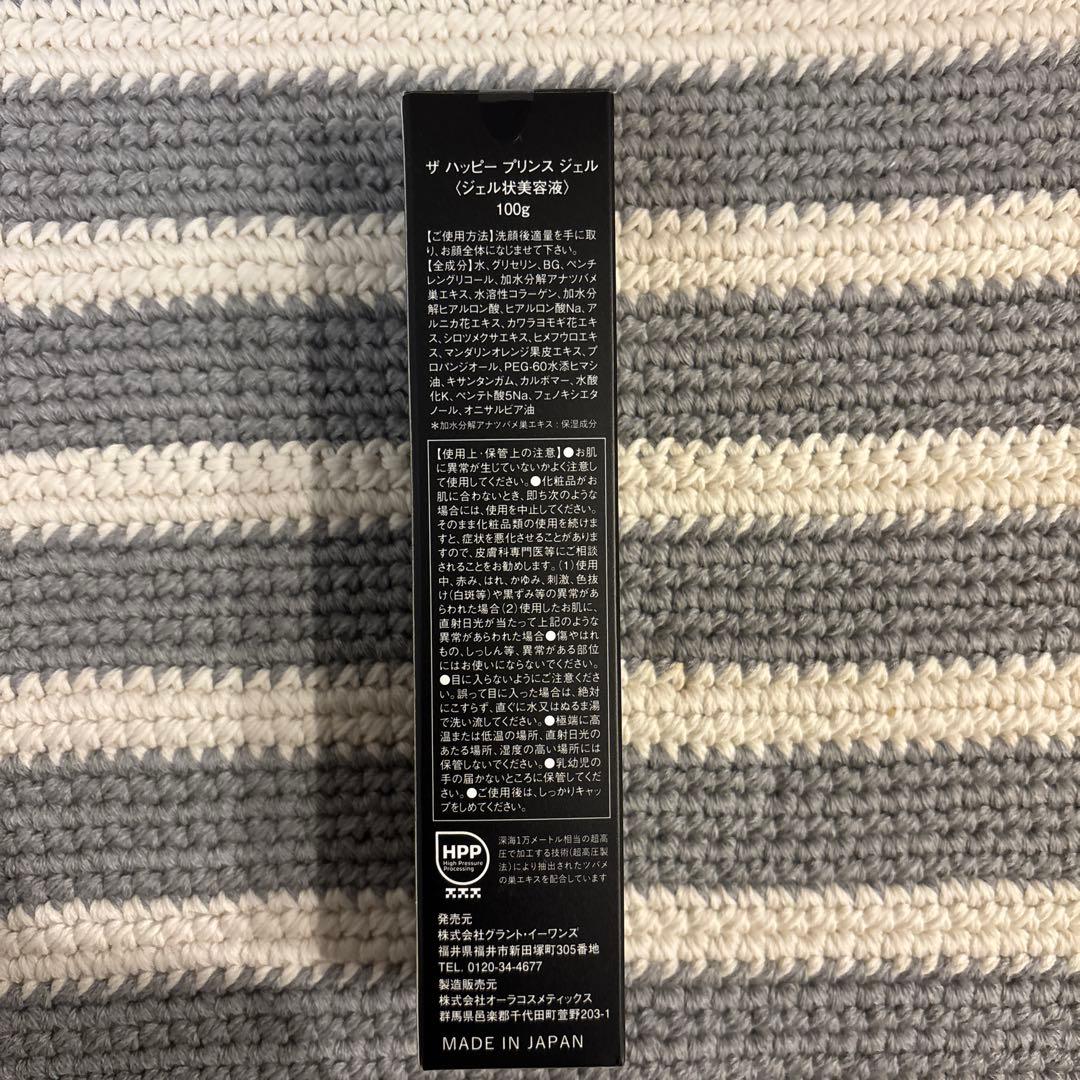 ザ ハッピー プリンス ジェル
〈ジェル状美容液〉
100g
【ご使用方法】洗顔後適量を手に取
り、お顔全体になじませて下さい。
【全成分】水、グリセリン、BG、ペンチ
レングリコール、加水分解アナツバメ
巣エキス、水溶性コラーゲン、加水分
解ヒアルロン酸、ヒアルロン酸Na、ア
ルニカ花エキス、カワラヨモギ花エキ
ス、シロツメクサエキス、ヒメフウロエキ
ス、マンダリンオレンジ果皮エキス、プ
ロパンジオール、PEG-60水添ヒマシ
油、キサンタンガム、カルボマー、水酸
化K、ペンテト酸5Na、フェノキシエタ
ノール、オニサルビア油
＊加水分解アナツバメ巣エキス：保湿成分
【使用上・保管上の注意】●お肌
に異常が生じていないかよく注意し
て使用してください。●化粧品がお
肌に合わないとき、即ち次のような
場合には、使用を中止してください。
そのまま化粧品類の使用を続けま
すと、症状を悪化させることがありま
すので、皮膚科専門医等にご相談
されることをお勧めします。(1)使用
中、赤み、はれ、かゆみ、刺激、色抜
け(白斑等)や黒ずみ等の異常があ
らわれた場合(2)使用したお肌に、
直射日光が当たって上記のような
異常があらわれた場合●傷やはれ
もの、しっしん等、異常がある部位
にはお使いにならないでください。
●目に入らないようにご注意くださ
い。誤って目に入った場合は、絶対
にこすらず、直ぐに水又はぬるま湯
で洗い流してください。●極端に高
温または低温の場所、直射日光の
あたる場所、湿度の高い場所には
保管しないでください。●乳幼児の
手の届かないところに保管してくだ
さい。●ご使用後は、しっかりキャッ
プをしめてください。
HPP
High Pressure
Processing
深海1万メートル相当の超高
圧で加工する技術(超高圧製
法)により抽出されたツバメ
の巣エキスを配合しています
発売元
株式会社グラント・イーワンズ
福井県福井市新田塚町305番地
TEL. 0120-34-4677
製造販売元
株式会社オーラコスメティックス
群馬県邑楽郡千代田町萱野203-1
MADE IN JAPAN